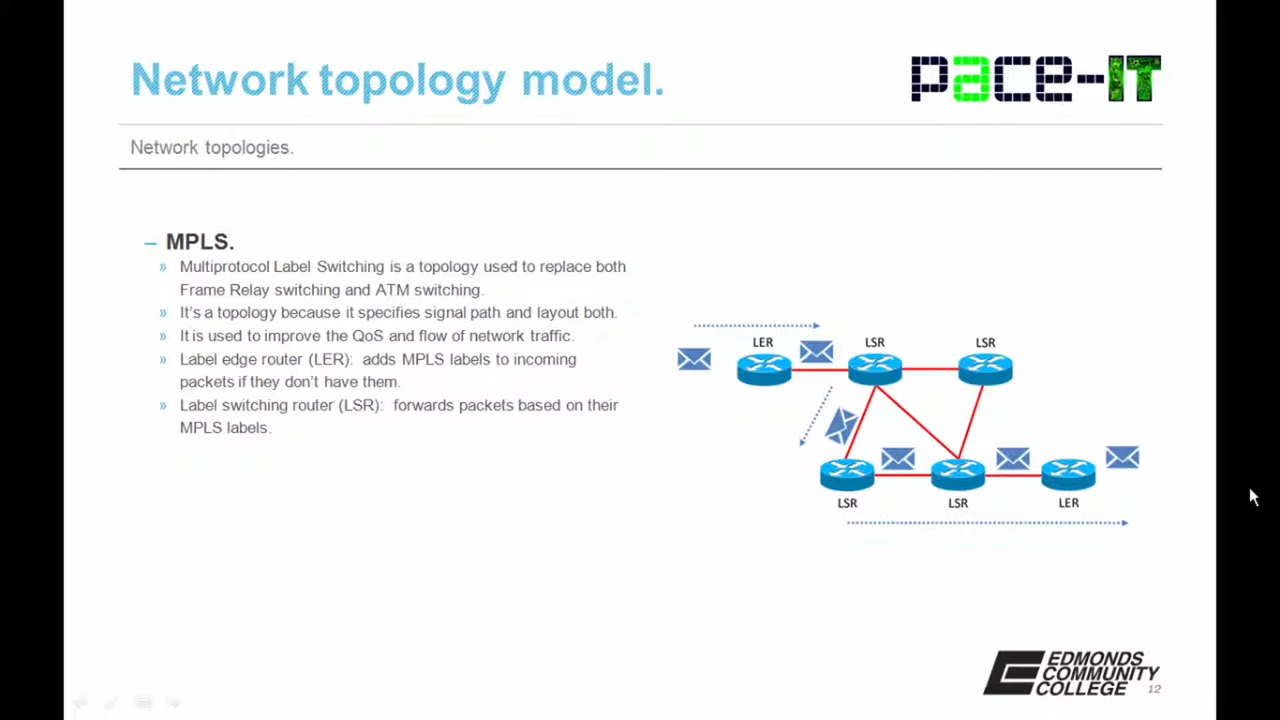 Network topology model.
pace-IT
Network topologies.
– MPLS.
» Multiprotocol Label Switching is a topology used to replace both
Frame Relay switching and ATM switching.
» It's a topology because it specifies signal path and layout both.
» It is used to improve the QoS and flow of network traffic.
» Label edge router (LER): adds MPLS labels to incoming
packets if they don't have them.
» Label switching router (LSR): forwards packets based on their
MPLS labels.
LER
LSR
LSR
LSR
LSR
LER
EDMONDS
COMMUNITY
COLLEGE
12